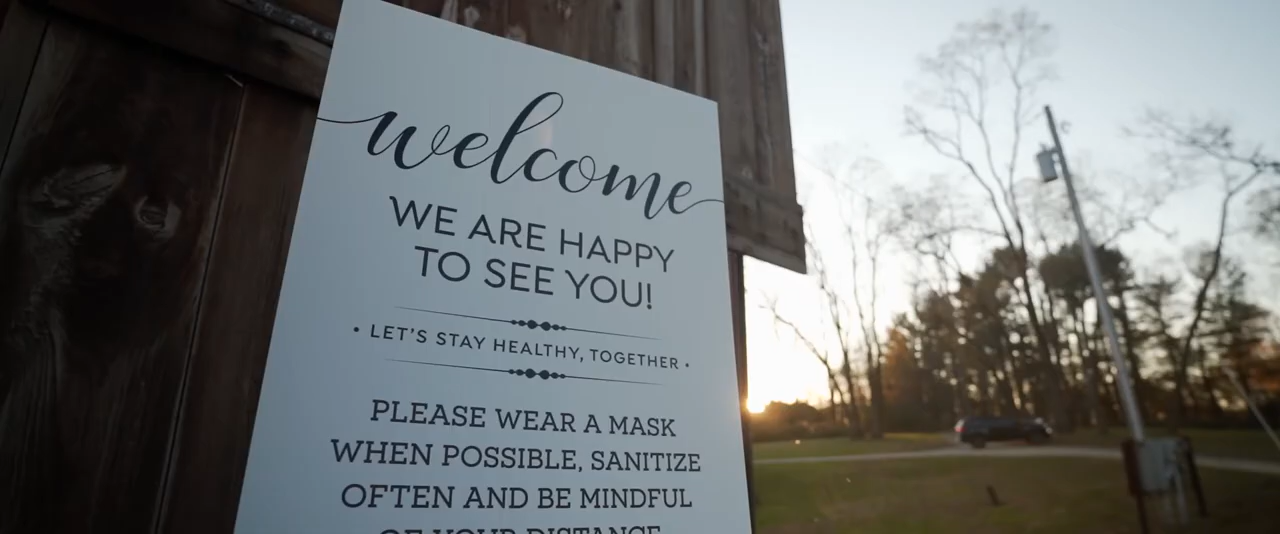 welcome
WE ARE HAPPY
TO SEE YOU!
• LET'S STAY HEALTHY, TOGETHER •
PLEASE WEAR A MASK
WHEN POSSIBLE, SANITIZE
OFTEN AND BE MINDFUL
OF YOUR DISTANCE